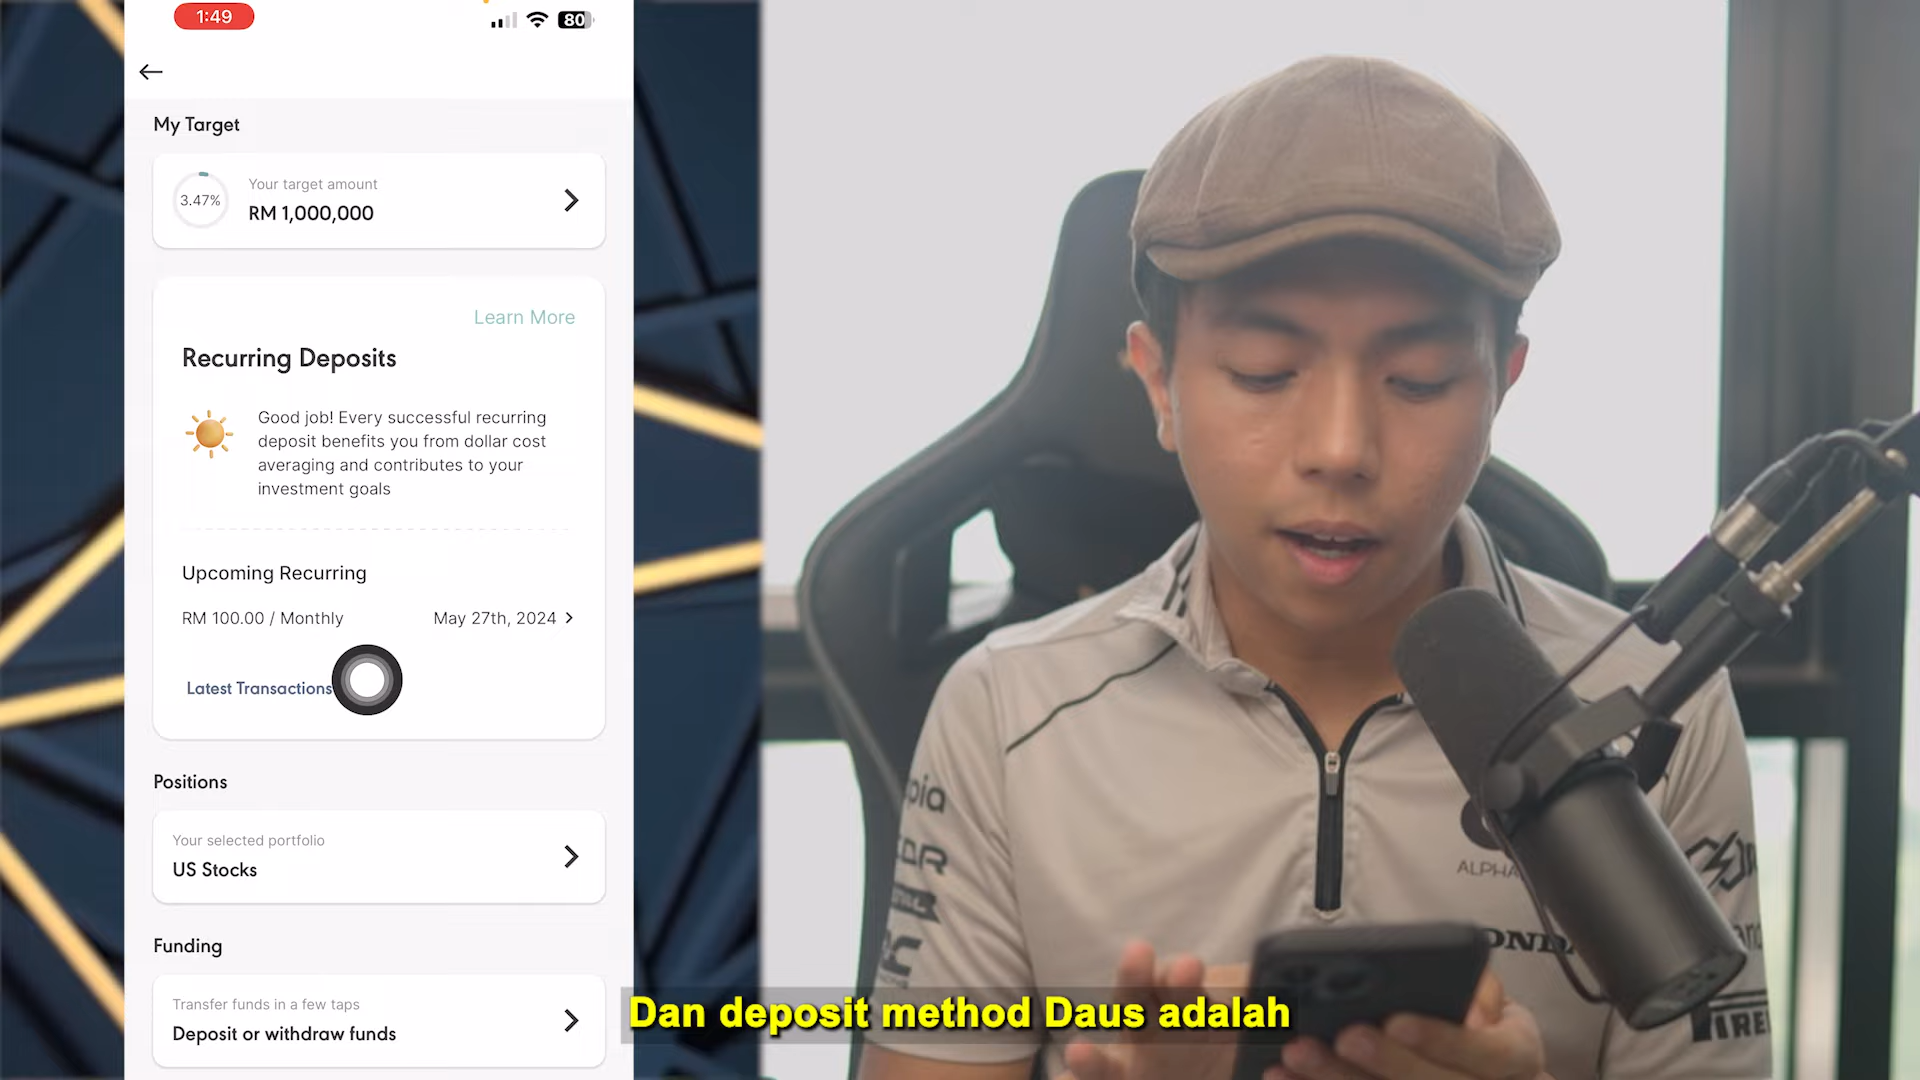 1:49
80
My Target
3.47%
Your target amount
RM 1,000,000
Learn More
Recurring Deposits
Good job! Every successful recurring
deposit benefits you from dollar cost
averaging and contributes to your
investment goals
Upcoming Recurring
RM 100.00 / Monthly
May 27th, 2024
Latest Transactions
Positions
Your selected portfolio
US Stocks
Funding
Transfer funds in a few taps
Deposit or withdraw funds
Dan deposit method Daus adalah
ALPHA